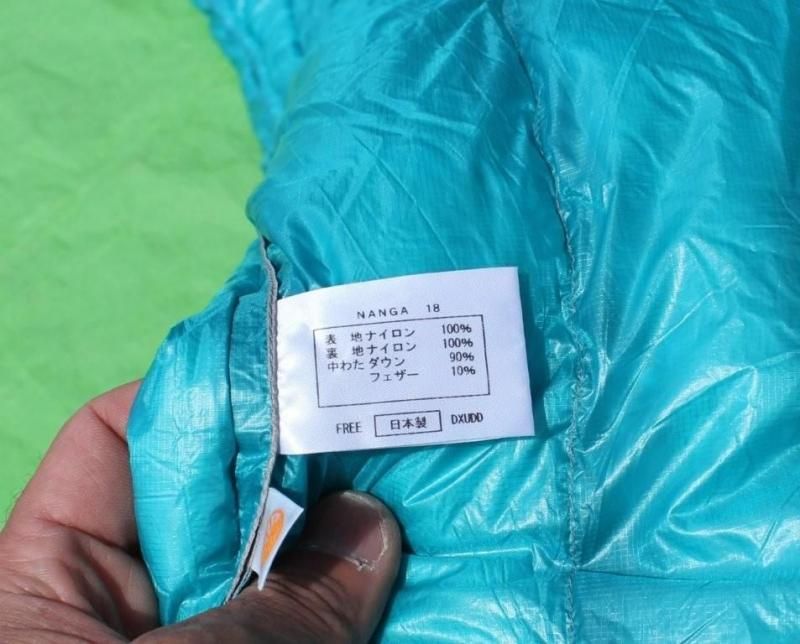 NANGA 18
表 地 ナイロン 100%
裏 地 ナイロン 100%
中わた ダウン 90%
フェザー 10%
FREE 日本製 DXUDD